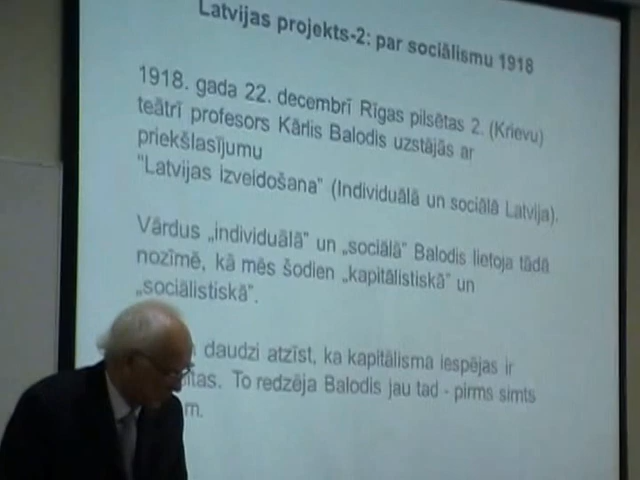 Latvijas projekts-2: par sociālismu 1918
1918. gada 22. decembrī Rīgas pilsētas 2. (Krievu)
teātrī profesors Kārlis Balodis uzstājās ar
priekšlasījumu
"Latvijas izveidošana" (Individuālā un sociālā Latvija).
Vārdus „individuālā” un „sociālā” Balodis lietoja tādā
nozīmē, kā mēs šodien „kapitālistiskā” un
„sociālistiskā”.
daudzi atzīst, ka kapitālisma iespējas ir
To redzēja Balodis jau tad - pirms simts